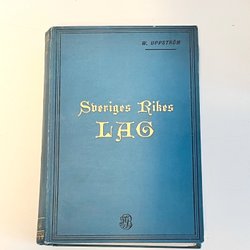 W. UPPSTRÖM
Sveriges Rikes
LAG